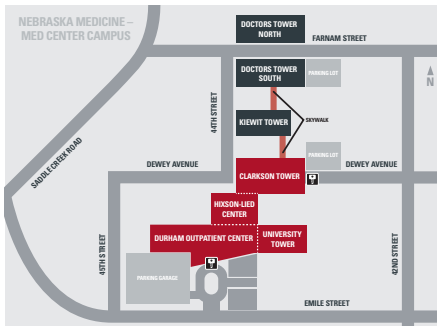 NEBRASKA MEDICINE –
MED CENTER CAMPUS
DOCTORS TOWER
NORTH
FARNAM STREET
DOCTORS TOWER
SOUTH
PARKING LOT
N
44TH STREET
KIEWIT TOWER
SKYWALK
SADDLE CREEK ROAD
DEWEY AVENUE
PARKING LOT
DEWEY AVENUE
CLARKSON TOWER
HIXSON-LIED
CENTER
DURHAM OUTPATIENT CENTER
UNIVERSITY
TOWER
45TH STREET
42ND STREET
PARKING GARAGE
EMILE STREET